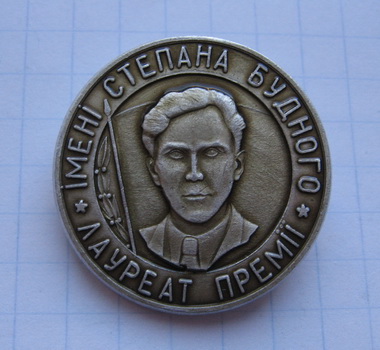 ІМЕНІ СТЕПАНА БУДНОГО
ЛАУРЕАТ ПРЕМІЇ